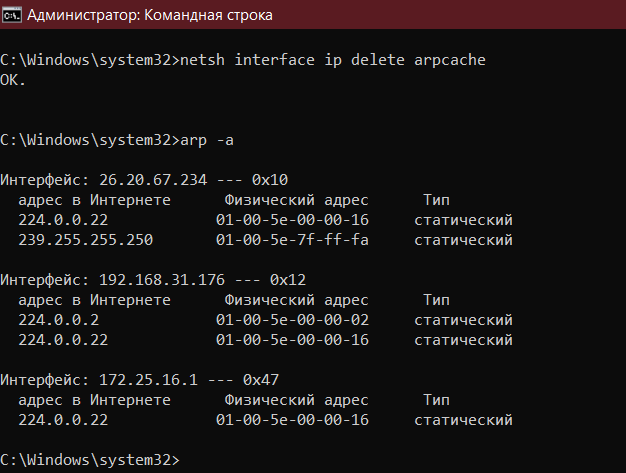 Администратор: Командная строка
C:\Windows\system32>netsh interface ip delete arpcache
OK.
C:\Windows\system32>arp -a
Интерфейс: 26.20.67.234 --- 0x10
адрес в Интернете Физический адрес Тип
224.0.0.22 01-00-5e-00-00-16 статический
239.255.255.250 01-00-5e-7f-ff-fa статический
Интерфейс: 192.168.31.176 --- 0x12
адрес в Интернете Физический адрес Тип
224.0.0.2 01-00-5e-00-00-02 статический
224.0.0.22 01-00-5e-00-00-16 статический
Интерфейс: 172.25.16.1 --- 0x47
адрес в Интернете Физический адрес Тип
224.0.0.22 01-00-5e-00-00-16 статический
C:\Windows\system32>